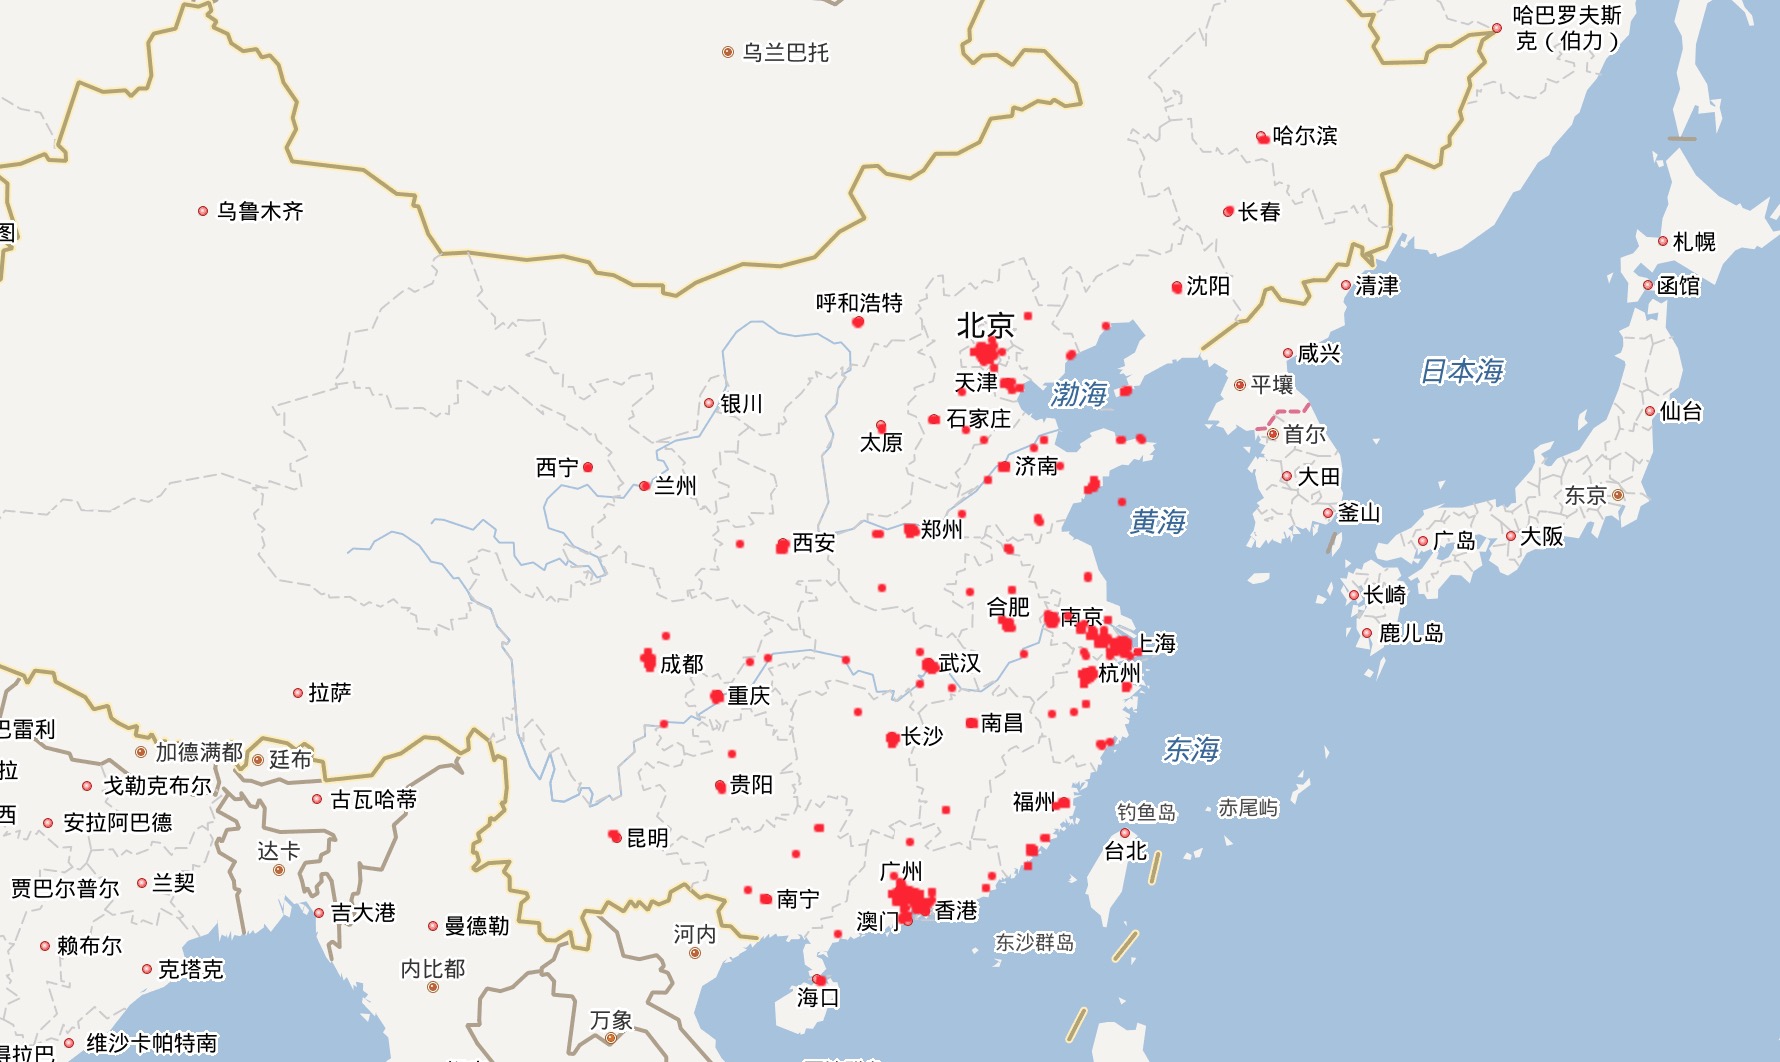 哈巴罗夫斯
克（伯力）
乌兰巴托
哈尔滨
乌鲁木齐
长春
图
札幌
沈阳
清津
函馆
呼和浩特
北京
咸兴
日本海
天津
渤海
平壤
银川
石家庄
仙台
太原
首尔
西宁
济南
大田
兰州
东京
釜山
黄海
郑州
西安
广岛
大阪
长崎
合肥
南京
鹿儿岛
上海
成都
武汉
杭州
拉萨
重庆
巴雷利
南昌
长沙
加德满都
廷布
东海
拉
戈勒克布尔
贵阳
古瓦哈蒂
福州
钓鱼岛
赤尾屿
西
安拉阿巴德
昆明
达卡
台北
广州
贾巴尔普尔
兰契
南宁
吉大港
香港
澳门
曼德勒
河内
东沙群岛
赖布尔
克塔克
内比都
海口
万象
维沙卡帕特南
得拉巴